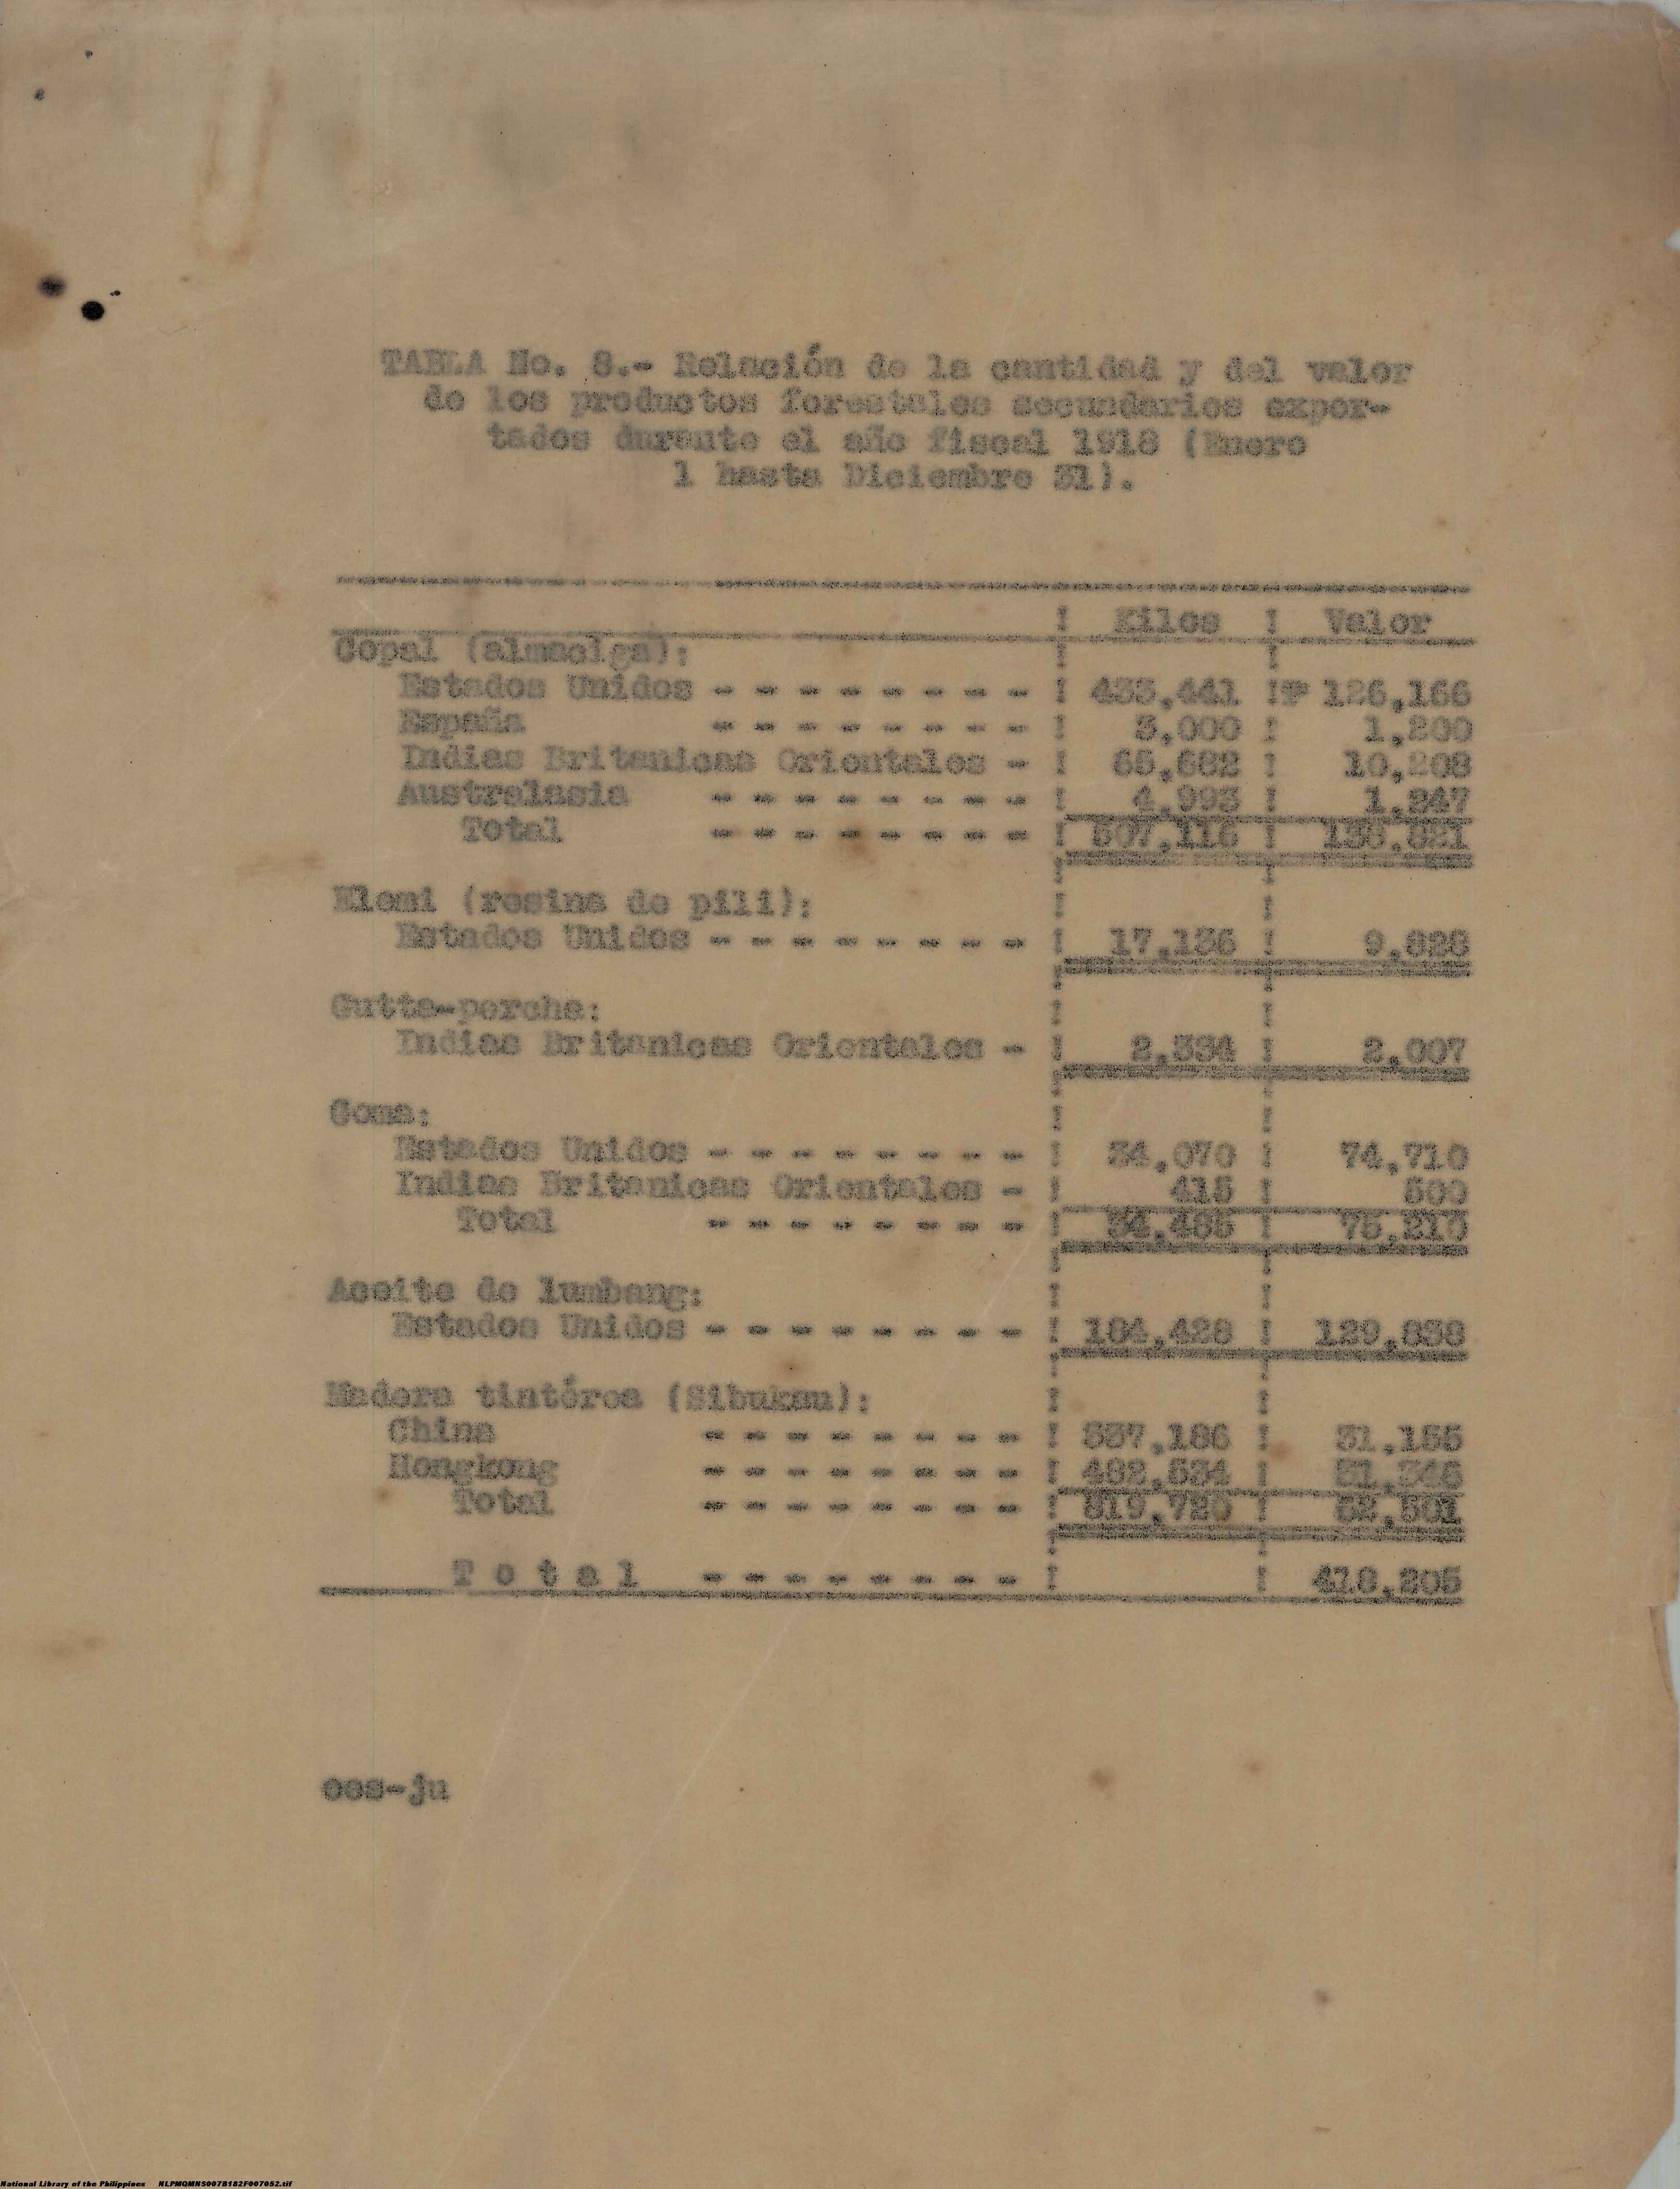 TABLA No. 8.- Relación de la cantidad y del valor
de los productos forestales secundarios expor-
tados durante el año fiscal 1918 (Enero
1 hasta Diciembre 31).
! Kilos ! Valor
Copal (almaciga): ! !
Estados Unidos - - - - - - - - ! 433,441 !₱ 126,166
España - - - - - - - - ! 3,000 ! 1,200
Indias Britanicas Orientales - ! 65,682 ! 10,208
Australasia - - - - - - - - ! 4,993 ! 1,247
Total - - - - - - - - ! 507,116 ! 138,821
Elemi (resina de pili): ! !
Estados Unidos - - - - - - - - ! 17,136 ! 9,828
Gutta-percha: ! !
Indias Britanicas Orientales - ! 2,334 ! 2,007
Goma: ! !
Estados Unidos - - - - - - - - ! 34,070 ! 74,710
Indias Britanicas Orientales - ! 415 ! 500
Total - - - - - - - - ! 34,485 ! 75,210
Aceite de lumbang: ! !
Estados Unidos - - - - - - - - ! 184,428 ! 129,838
Madera tintórea (Sibukau): ! !
China - - - - - - - - ! 337,186 ! 31,155
Hongkong - - - - - - - - ! 482,534 ! 21,346
Total - - - - - - - - ! 819,720 ! 52,501
T o t a l - - - - - - - - ! ! 418,205
ees-ju
National Library of the Philippines NLPMQMNS007B182F007052.tif